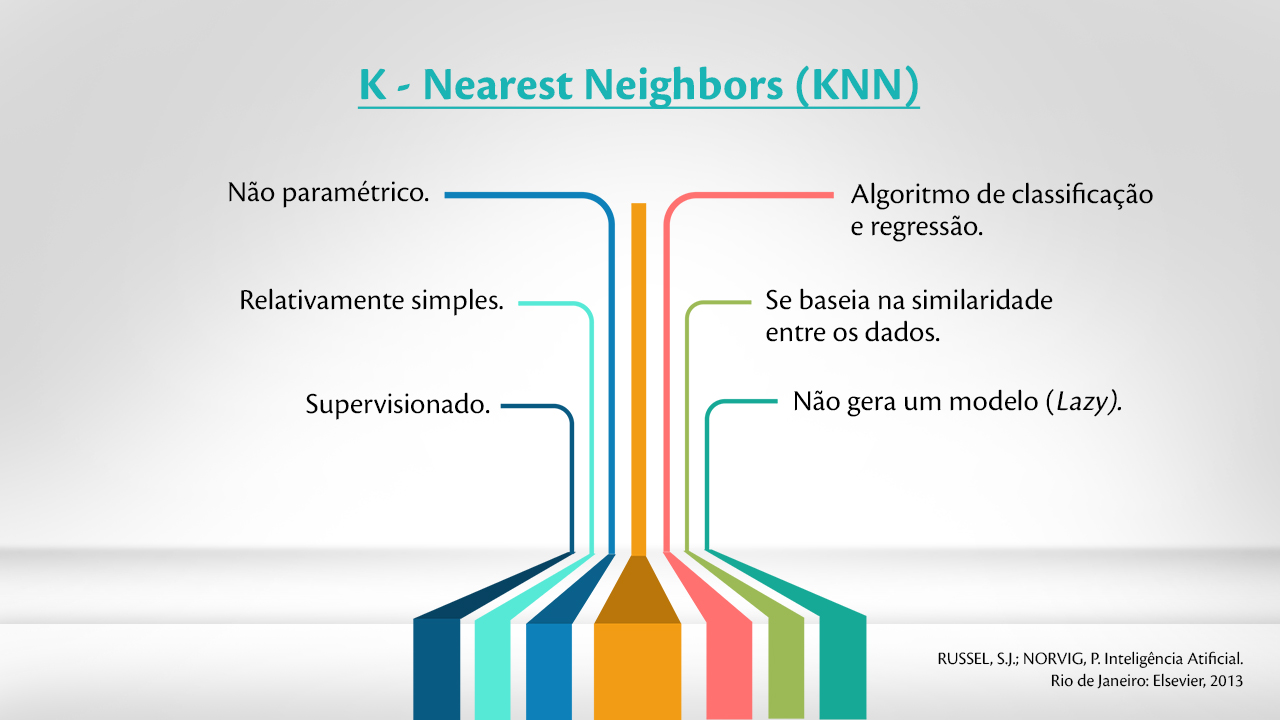 K - Nearest Neighbors (KNN)
Não paramétrico.
Relativamente simples.
Supervisionado.
Algoritmo de classificação
e regressão.
Se baseia na similaridade
entre os dados.
Não gera um modelo (Lazy).
RUSSEL, S.J.; NORVIG, P. Inteligência Atificial.
Rio de Janeiro: Elsevier, 2013